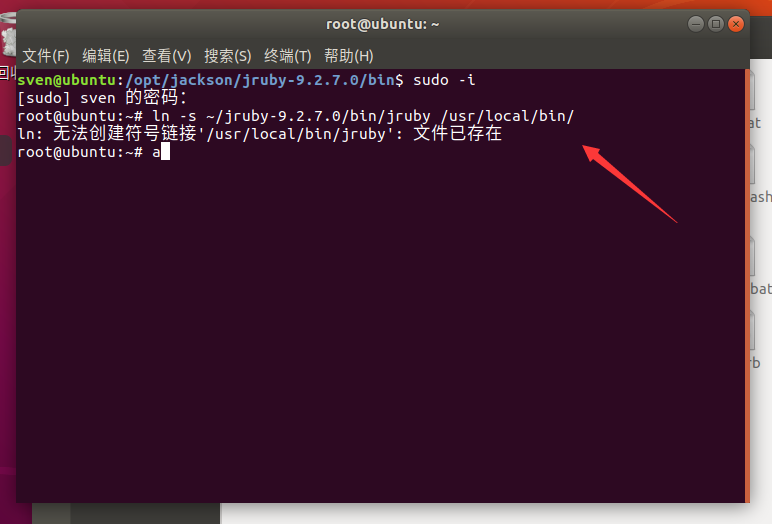 root@ubuntu: ~
文件(F) 编辑(E) 查看(V) 搜索(S) 终端(T) 帮助(H)
sven@ubuntu:/opt/jackson/jruby-9.2.7.0/bin$ sudo -i
[sudo] sven 的密码：
root@ubuntu:~# ln -s ~/jruby-9.2.7.0/bin/jruby /usr/local/bin/
ln: 无法创建符号链接'/usr/local/bin/jruby': 文件已存在
root@ubuntu:~# a
回收
at
ash
bat
rb